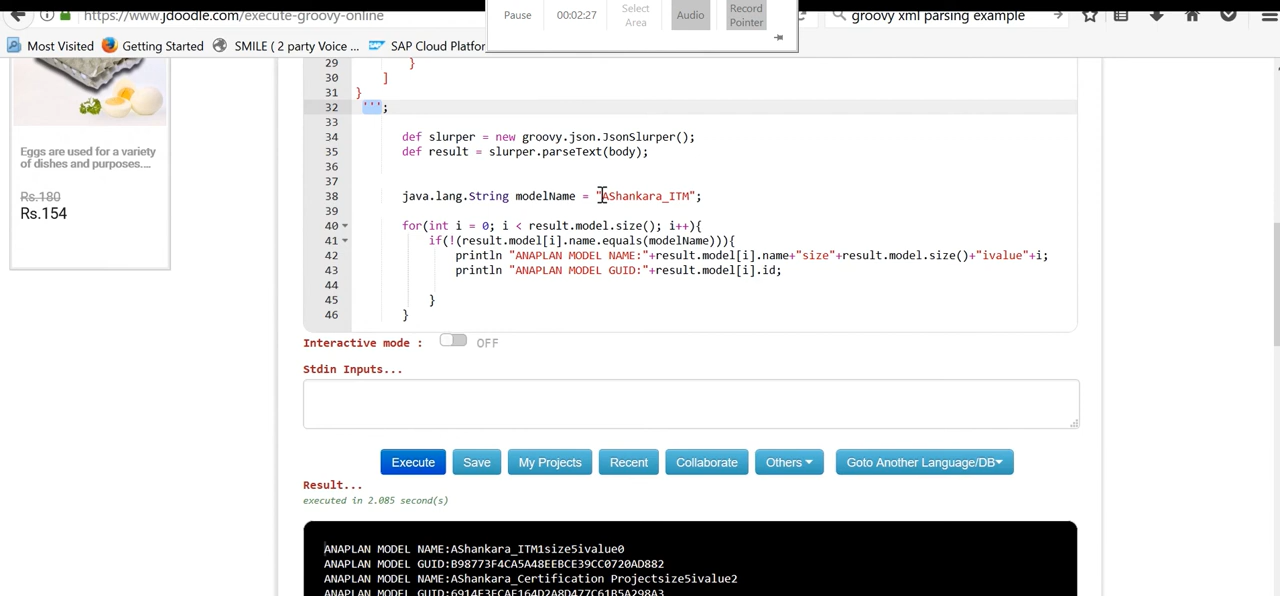 https://www.jdoodle.com/execute-groovy-online
Pause
00:02:27
Select Area
Audio
Record Pointer
groovy xml parsing example
Most Visited
Getting Started
SMILE ( 2 party Voice ...
SAP Cloud Platfor
29 }
30 ]
31 }
32 ''';
33
34 def slurper = new groovy.json.JsonSlurper();
35 def result = slurper.parseText(body);
36
37
38 java.lang.String modelName = "AShankara_ITM";
39
40 for(int i = 0; i < result.model.size(); i++){
41 if(!(result.model[i].name.equals(modelName))){
42 println "ANAPLAN MODEL NAME:"+result.model[i].name+"size"+result.model.size()+"ivalue"+i;
43 println "ANAPLAN MODEL GUID:"+result.model[i].id;
44
45 }
46 }
Eggs are used for a variety
of dishes and purposes....
Rs.180
Rs.154
Interactive mode : OFF
Stdin Inputs...
Execute
Save
My Projects
Recent
Collaborate
Others
Goto Another Language/DB
Result...
executed in 2.085 second(s)
ANAPLAN MODEL NAME:AShankara_ITM1size5ivalue0
ANAPLAN MODEL GUID:B98773F4CA5A48EEBCE39CC0720AD882
ANAPLAN MODEL NAME:AShankara_Certification Projectsize5ivalue2
ANAPLAN MODEL GUID:6914F3FCAF164D2A8D477C61B5A298A3